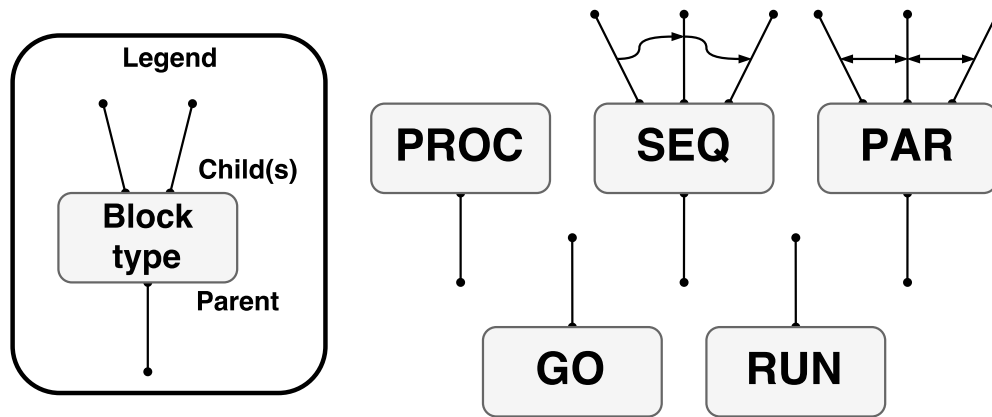 Legend
Child(s)
Block
type
Parent
PROC
SEQ
PAR
GO
RUN